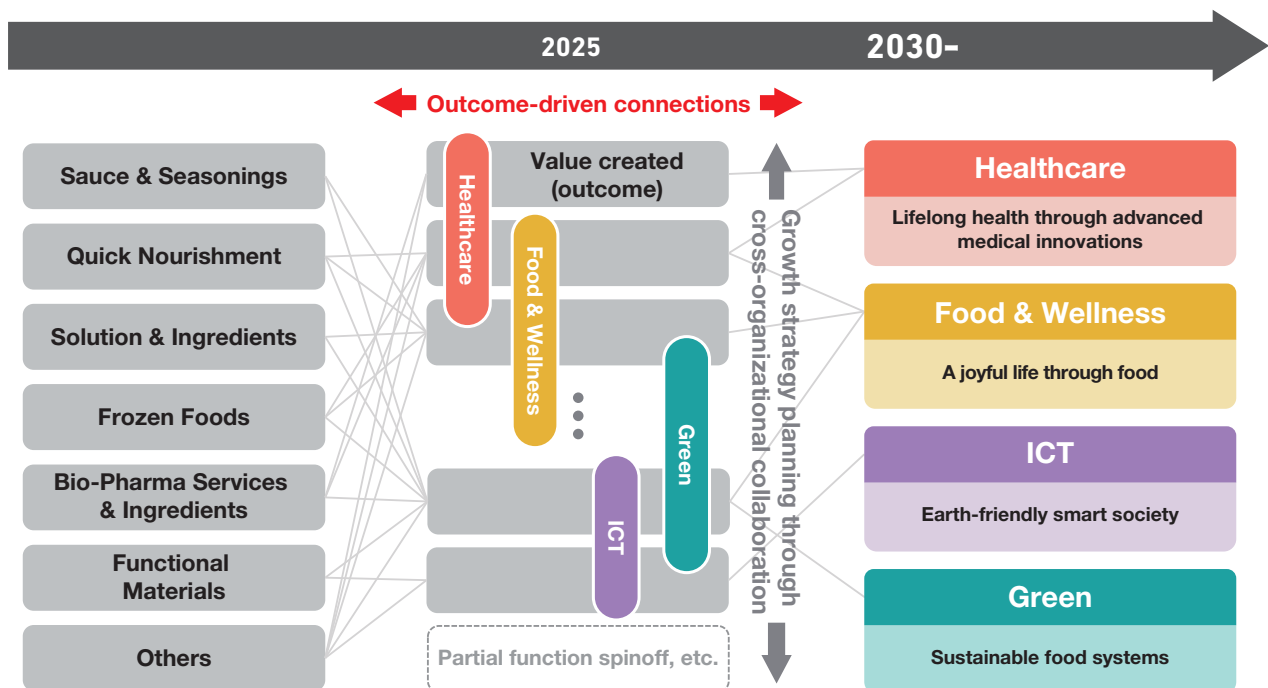 2025
2030-
Outcome-driven connections
Sauce & Seasonings
Quick Nourishment
Solution & Ingredients
Frozen Foods
Bio-Pharma Services
& Ingredients
Functional
Materials
Others
Value created
(outcome)
Healthcare
Food & Wellness
ICT
Green
Partial function spinoff, etc.
Growth strategy planning through
cross-organizational collaboration
Healthcare
Lifelong health through advanced
medical innovations
Food & Wellness
A joyful life through food
ICT
Earth-friendly smart society
Green
Sustainable food systems